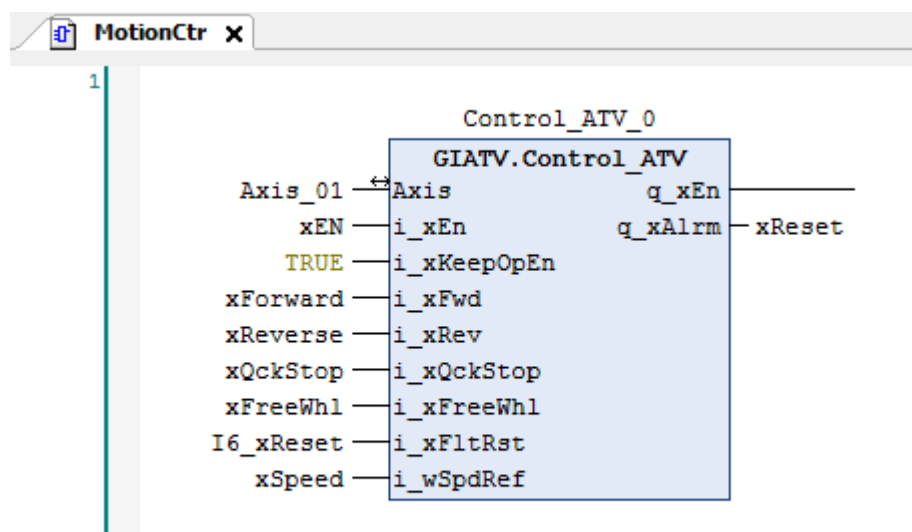 MotionCtr
1
Control_ATV_0
GIATV.Control_ATV
Axis_01 Axis q_xEn
xEN i_xEn q_xAlrm xReset
TRUE i_xKeepOpEn
xForward i_xFwd
xReverse i_xRev
xQckStop i_xQckStop
xFreeWhl i_xFreeWhl
I6_xReset i_xFltRst
xSpeed i_wSpdRef